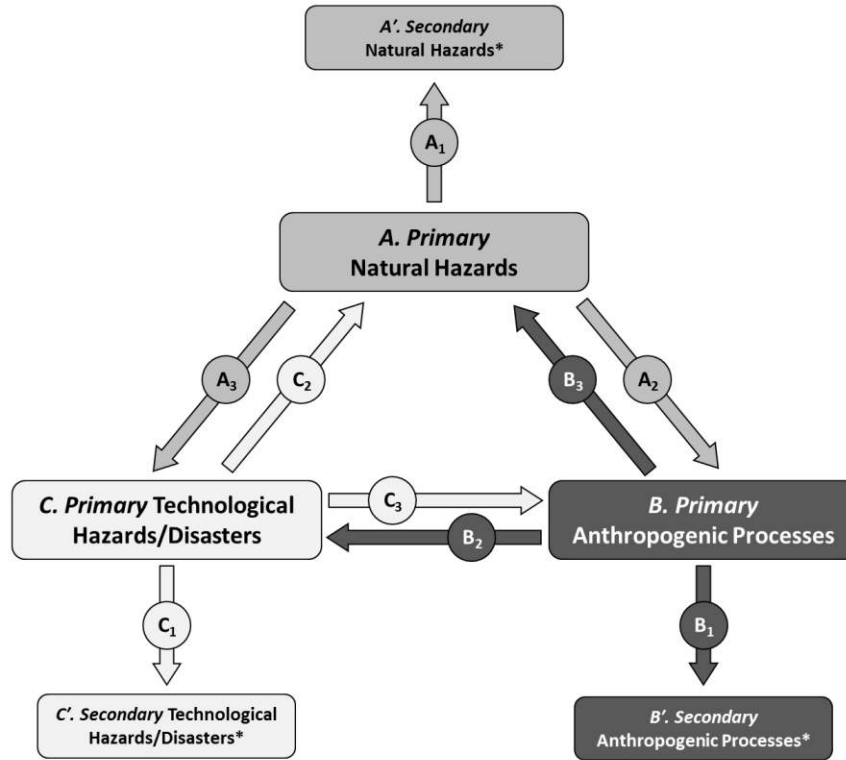 A'. Secondary
Natural Hazards*
A₁
A. Primary
Natural Hazards
A₃
C₂
B₃
A₂
C. Primary Technological
Hazards/Disasters
C₃
B₂
B. Primary
Anthropogenic Processes
C₁
B₁
C'. Secondary Technological
Hazards/Disasters*
B'. Secondary
Anthropogenic Processes*